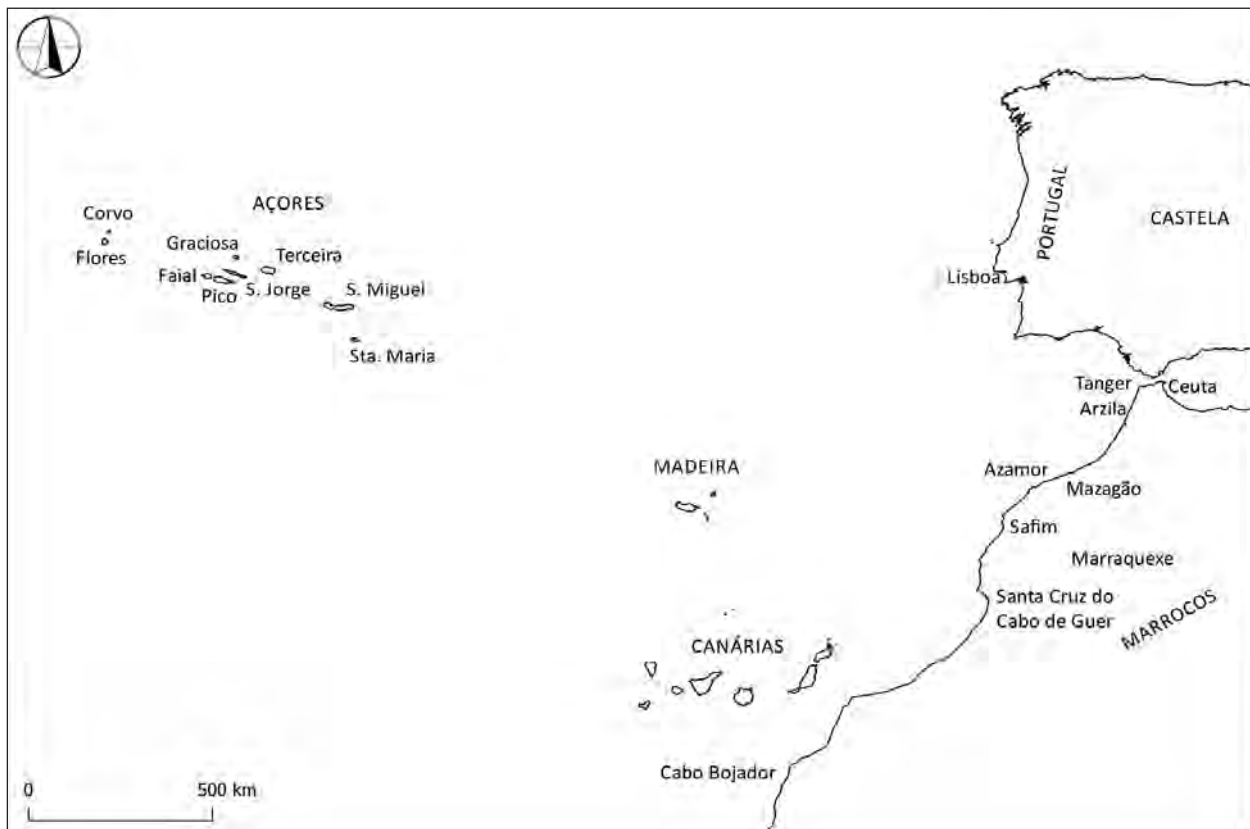 AÇORES
Corvo
Flores
Graciosa
Terceira
Faial
Pico
S. Jorge
S. Miguel
Sta. Maria
PORTUGAL
CASTELA
Lisboa
Tanger
Ceuta
Arzila
MADEIRA
Azamor
Mazagão
Safim
Marraquexe
Santa Cruz do
Cabo de Guer
MARROCOS
CANÁRIAS
Cabo Bojador
0
500 km